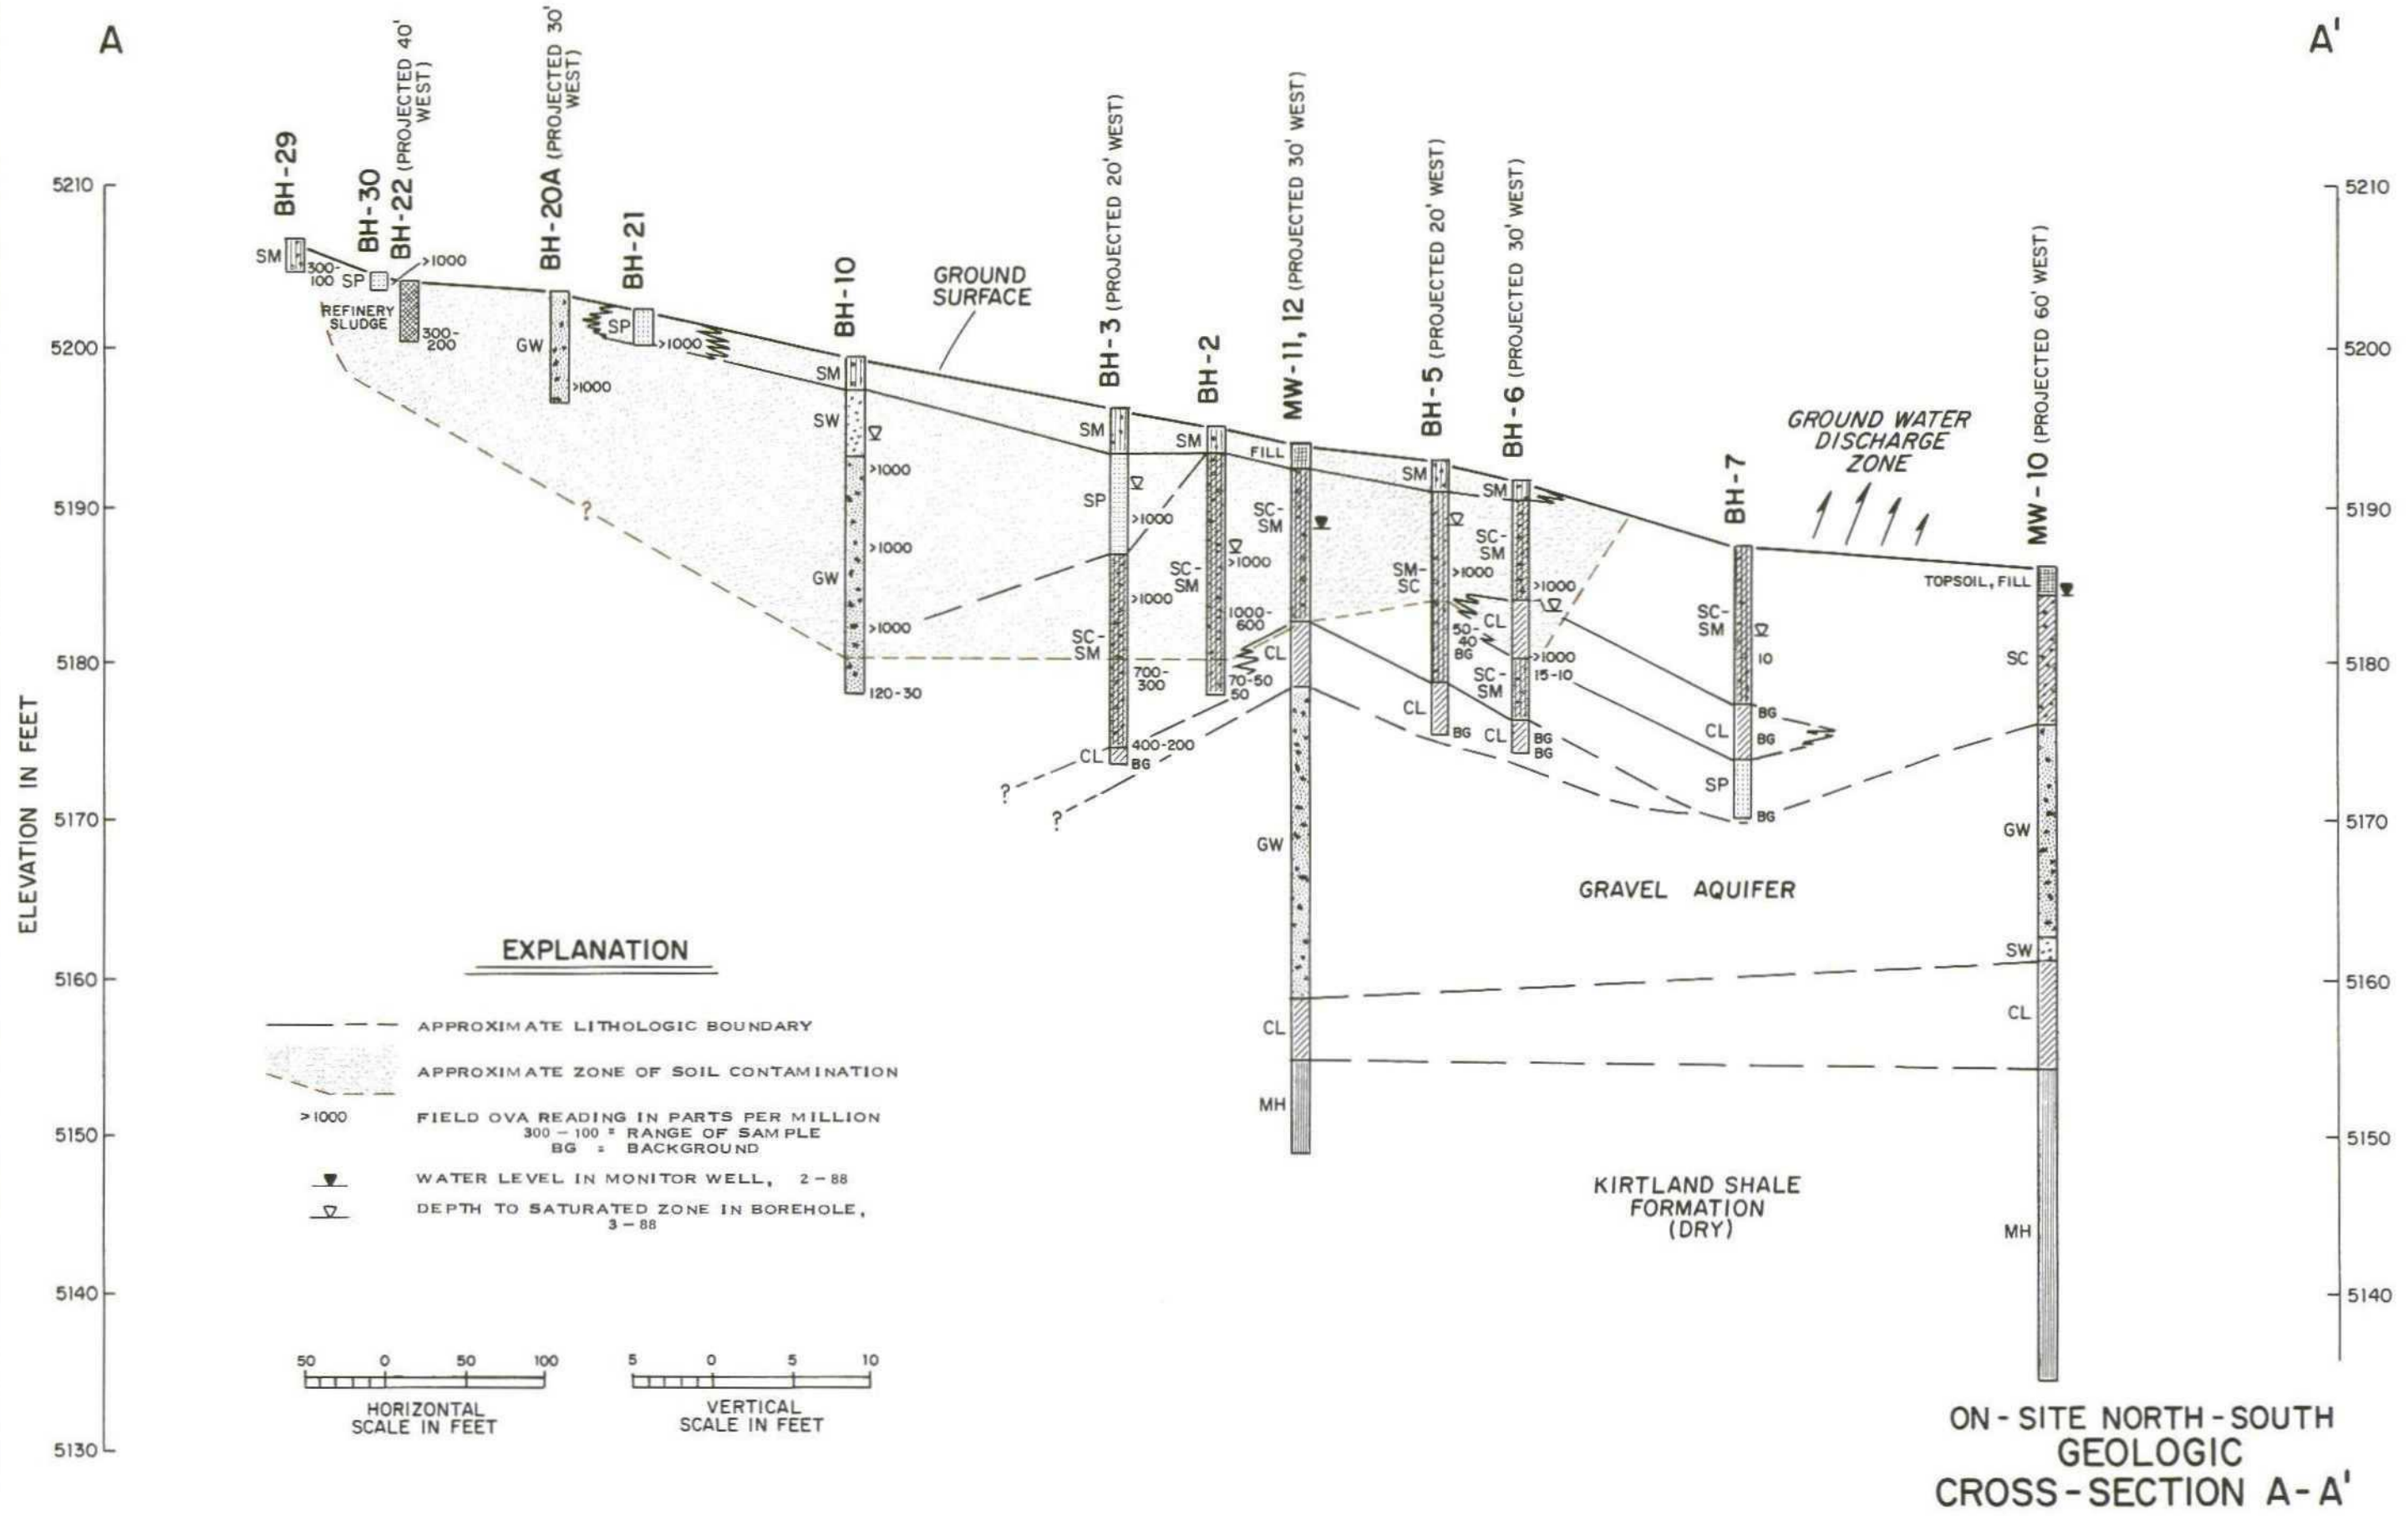 A
A'
BH-29
BH-30
BH-22 (PROJECTED 40' WEST)
BH-20A (PROJECTED 30' WEST)
BH-21
BH-10
BH-3 (PROJECTED 20' WEST)
BH-2
MW-11, 12 (PROJECTED 30' WEST)
BH-5 (PROJECTED 20' WEST)
BH-6 (PROJECTED 30' WEST)
BH-7
MW-10 (PROJECTED 60' WEST)
GROUND
SURFACE
GROUND WATER
DISCHARGE
ZONE
ELEVATION IN FEET
5210
5200
5190
5180
5170
5160
5150
5140
5130
5210
5200
5190
5180
5170
5160
5150
5140
SM
300-
100
SP
>1000
REFINERY
SLUDGE
300-
200
GW
>1000
SP
>1000
?
SM
SW
>1000
>1000
GW
>1000
120-30
SM
SP
>1000
>1000
SC-
SM
700-
300
400-200
CL
BG
?
?
SM
>1000
SC-
SM
1000-
600
70-50
50
FILL
SC-
SM
CL
GW
CL
MH
SM
>1000
SM-
SC
50-
40
BG
CL
BG
SM
SC-
SM
>1000
CL
>1000
15-10
SC-
SM
CL
BG
BG
SC-
SM
10
BG
CL
BG
SP
BG
TOPSOIL, FILL
SC
GW
SW
CL
MH
GRAVEL AQUIFER
KIRTLAND SHALE
FORMATION
(DRY)
EXPLANATION
APPROXIMATE LITHOLOGIC BOUNDARY
APPROXIMATE ZONE OF SOIL CONTAMINATION
>1000 FIELD OVA READING IN PARTS PER MILLION
300-100 = RANGE OF SAMPLE
BG = BACKGROUND
WATER LEVEL IN MONITOR WELL, 2-88
DEPTH TO SATURATED ZONE IN BOREHOLE,
3-88
50 0 50 100
HORIZONTAL
SCALE IN FEET
5 0 5 10
VERTICAL
SCALE IN FEET
ON-SITE NORTH-SOUTH
GEOLOGIC
CROSS-SECTION A-A'